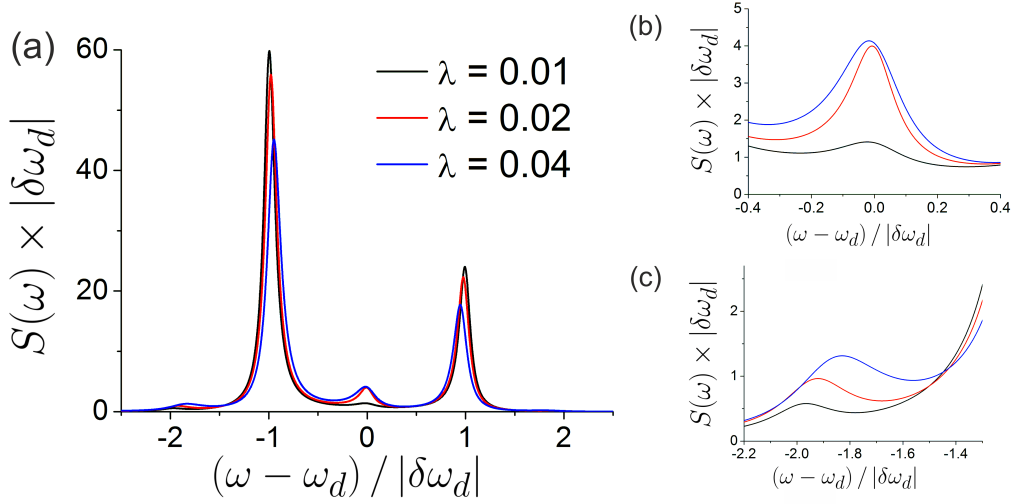 (a)
60
40
20
0
S(ω) × |δω_d|
λ = 0.01
λ = 0.02
λ = 0.04
-2 -1 0 1 2
(ω − ω_d) / |δω_d|
(b)
5
4
3
2
1
0
S(ω) × |δω_d|
-0.4 -0.2 0.0 0.2 0.4
(ω − ω_d) / |δω_d|
(c)
2
1
0
S(ω) × |δω_d|
-2.2 -2.0 -1.8 -1.6 -1.4
(ω − ω_d) / |δω_d|